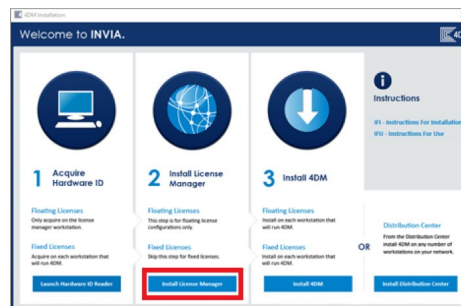 4DM Installation
Welcome to INVIA.
4D
Instructions
IFI - Instructions For Installation
IFU - Instructions For Use
1 Acquire Hardware ID
2 Install License Manager
3 Install 4DM
Floating Licenses
Only acquire on the license
manager workstation.
Fixed Licenses
Acquire on each workstation that
will run 4DM.
Launch Hardware ID Reader
Floating Licenses
This step is for floating license
configurations only.
Fixed Licenses
Skip this step for fixed licenses.
Install License Manager
Floating Licenses
Install on each workstation that
will run 4DM.
Fixed Licenses
Install on each workstation that
will run 4DM.
Install 4DM
OR
Distribution Center
From the Distribution Center
install 4DM on any number of
workstations on your network.
Install Distribution Center